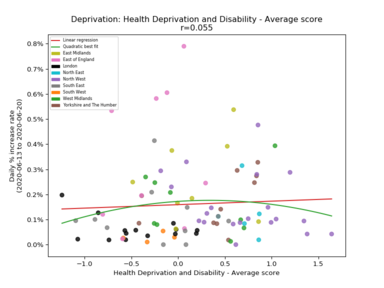 Deprivation: Health Deprivation and Disability - Average score
r=0.055
Linear regression
Quadratic best fit
East Midlands
East of England
London
North East
North West
South East
South West
West Midlands
Yorkshire and The Humber
0.8%
0.7%
0.6%
0.5%
0.4%
0.3%
0.2%
0.1%
0.0%
Daily % increase rate
(2020-06-13 to 2020-06-20)
−1.0
−0.5
0.0
0.5
1.0
1.5
Health Deprivation and Disability - Average score